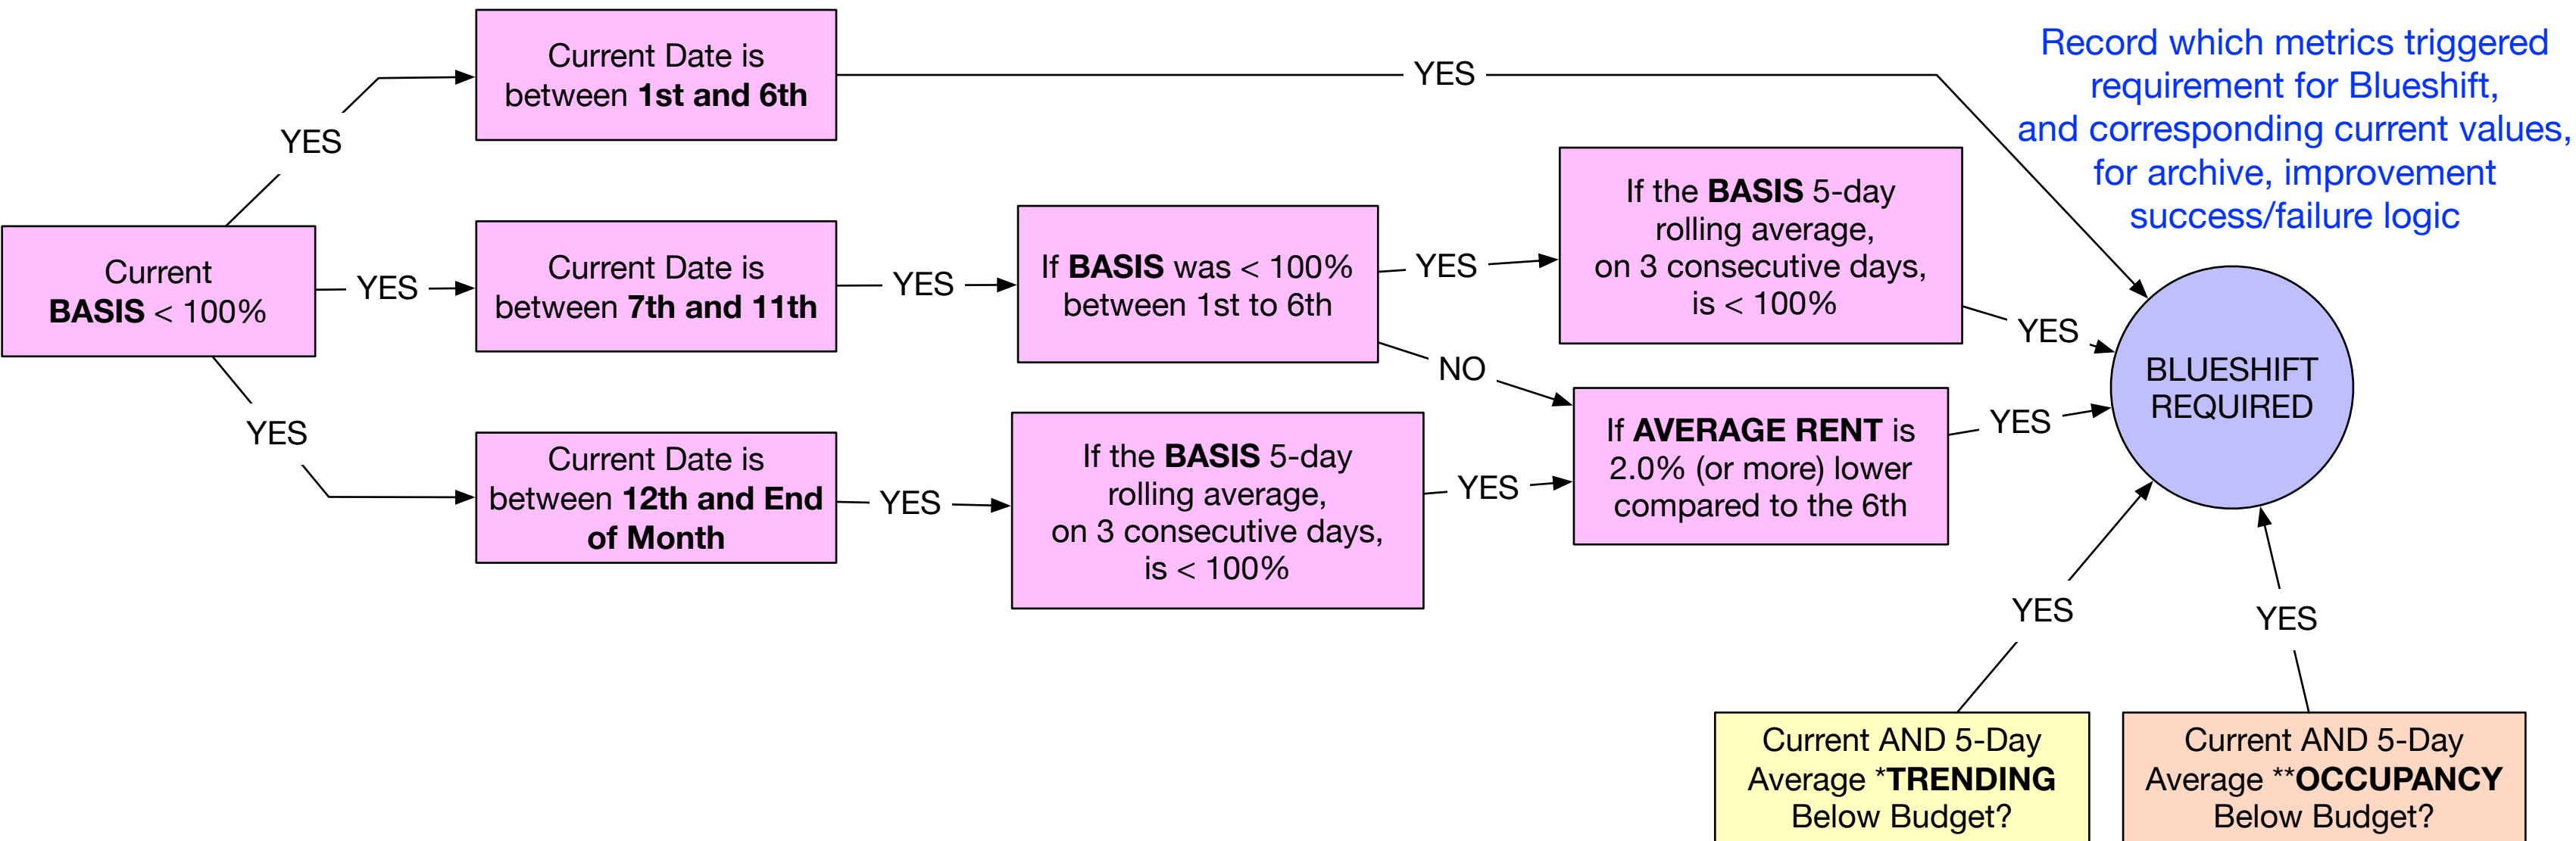 Current
BASIS < 100%
YES
YES
YES
Current Date is
between 1st and 6th
YES
Current Date is
between 7th and 11th
YES
If BASIS was < 100%
between 1st to 6th
YES
NO
If the BASIS 5-day
rolling average,
on 3 consecutive days,
is < 100%
YES
Current Date is
between 12th and End
of Month
YES
If the BASIS 5-day
rolling average,
on 3 consecutive days,
is < 100%
YES
If AVERAGE RENT is
2.0% (or more) lower
compared to the 6th
YES
Record which metrics triggered
requirement for Blueshift,
and corresponding current values,
for archive, improvement
success/failure logic
BLUESHIFT
REQUIRED
YES
YES
Current AND 5-Day
Average *TRENDING
Below Budget?
Current AND 5-Day
Average **OCCUPANCY
Below Budget?